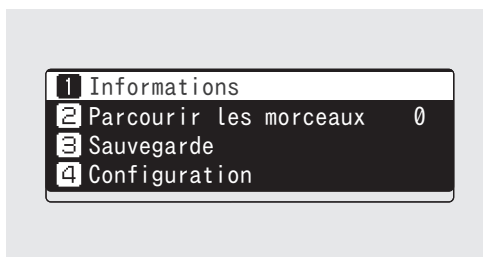 1 Informations
2 Parcourir les morceaux 0
3 Sauvegarde
4 Configuration